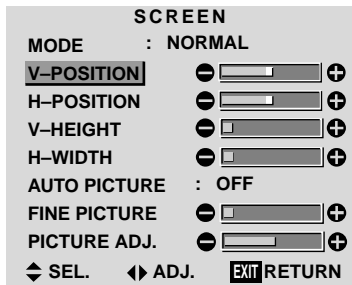 SCREEN
MODE : NORMAL
V–POSITION
H–POSITION
V–HEIGHT
H–WIDTH
AUTO PICTURE : OFF
FINE PICTURE
PICTURE ADJ.
SEL. ADJ. EXIT RETURN